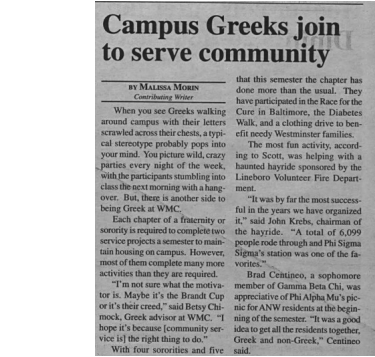 Campus Greeks join
to serve community
BY MALISSA MORIN
Contributing Writer
When you see Greeks walking
around campus with their letters
scrawled across their chests, a typi-
cal stereotype probably pops into
your mind. You picture wild, crazy
parties every night of the week,
with the participants stumbling into
class the next morning with a hang-
over. But, there is another side to
being Greek at WMC.
Each chapter of a fraternity or
sorority is required to complete two
service projects a semester to main-
tain housing on campus. However,
most of them complete many more
activities than they are required.
"I'm not sure what the motiva-
tor is. Maybe it's the Brandt Cup
or it's their creed," said Betsy Chi-
mock, Greek advisor at WMC. "I
hope it's because [community ser-
vice is] the right thing to do."
With four sororities and five
that this semester the chapter has
done more than the usual. They
have participated in the Race for the
Cure in Baltimore, the Diabetes
Walk, and a clothing drive to ben-
efit needy Westminster families.
The most fun activity, accord-
ing to Scott, was helping with a
haunted hayride sponsored by the
Lineboro Volunteer Fire Depart-
ment.
"It was by far the most success-
ful in the years we have organized
it," said John Krebs, chairman of
the hayride. "A total of 6,099
people rode through and Phi Sigma
Sigma's station was one of the fa-
vorites."
Brad Centineo, a sophomore
member of Gamma Beta Chi, was
appreciative of Phi Alpha Mu's pic-
nic for ANW residents at the begin-
ning of the semester. "It was a good
idea to get all the residents together,
Greek and non-Greek," Centineo
said.